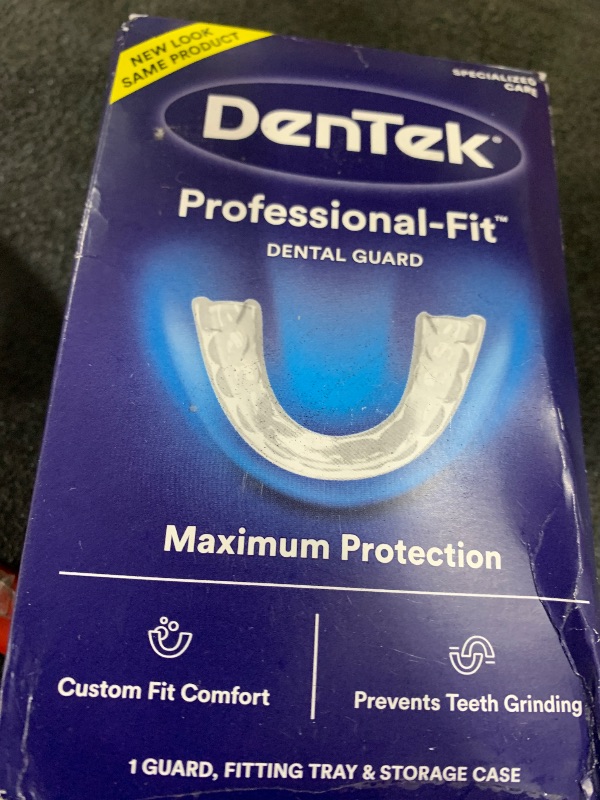 NEW LOOK
SAME PRODUCT
SPECIALIZED
CARE
DenTek®
Professional-Fit™
DENTAL GUARD
Maximum Protection
Custom Fit Comfort
Prevents Teeth Grinding
1 GUARD, FITTING TRAY & STORAGE CASE